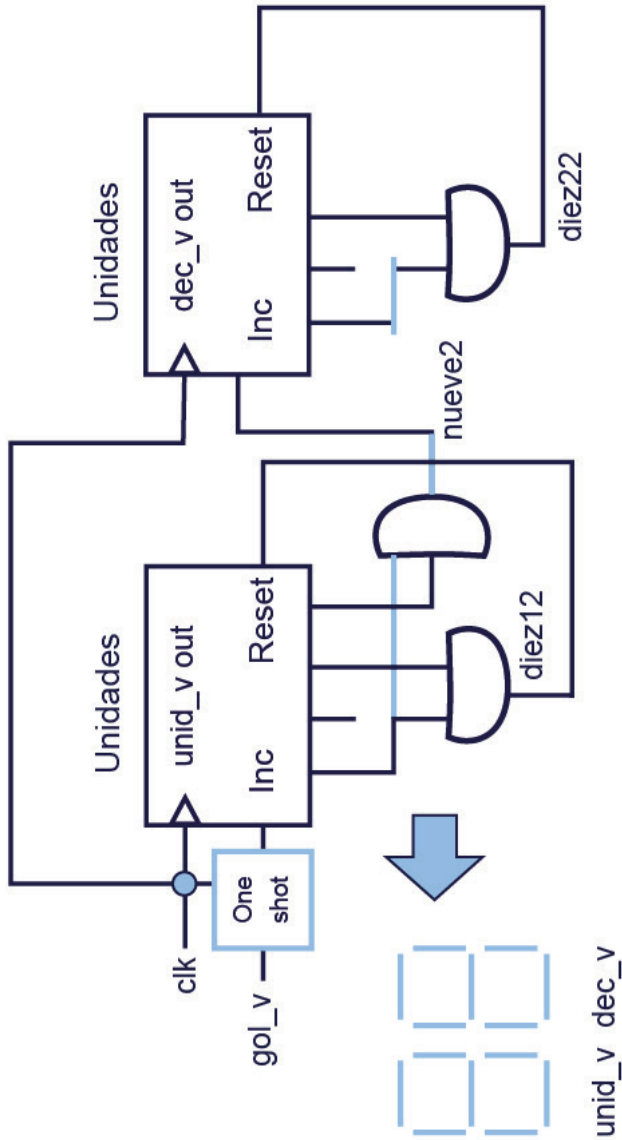 clk
gol_v
One
shot
Unidades
unid_v out
Inc
Reset
diez12
nueve2
Unidades
dec_v out
Inc
Reset
diez22
unid_v dec_v